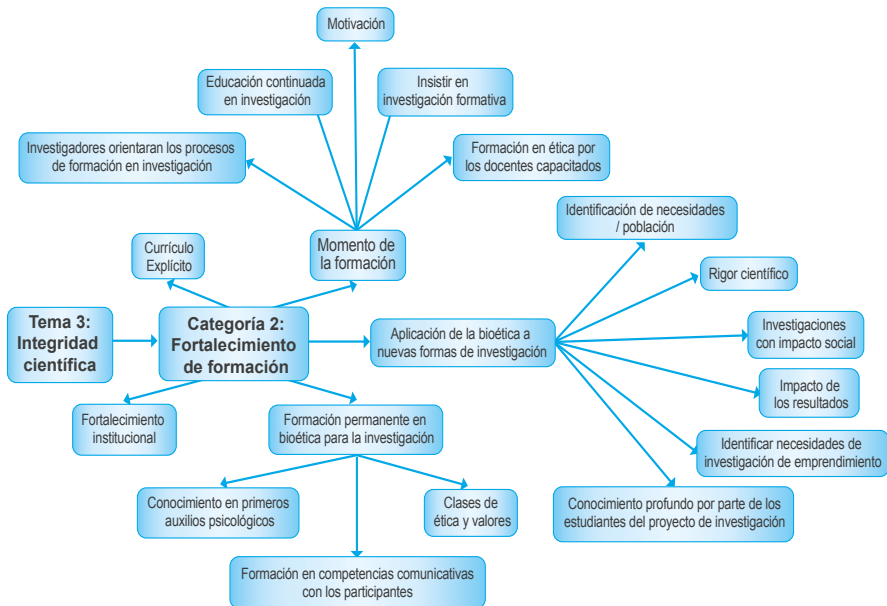 Motivación
Educación continuada
en investigación
Insistir en
investigación formativa
Investigadores orientaran los procesos
de formación en investigación
Formación en ética por
los docentes capacitados
Identificación de necesidades
/ población
Currículo
Explícito
Momento de
la formación
Rigor científico
Tema 3:
Integridad
científica
Categoría 2:
Fortalecimiento
de formación
Aplicación de la bioética a
nuevas formas de investigación
Investigaciones
con impacto social
Impacto de
los resultados
Fortalecimiento
institucional
Formación permanente en
bioética para la investigación
Identificar necesidades de
investigación de emprendimiento
Conocimiento en primeros
auxilios psicológicos
Clases de
ética y valores
Conocimiento profundo por parte de los
estudiantes del proyecto de investigación
Formación en competencias comunicativas
con los participantes